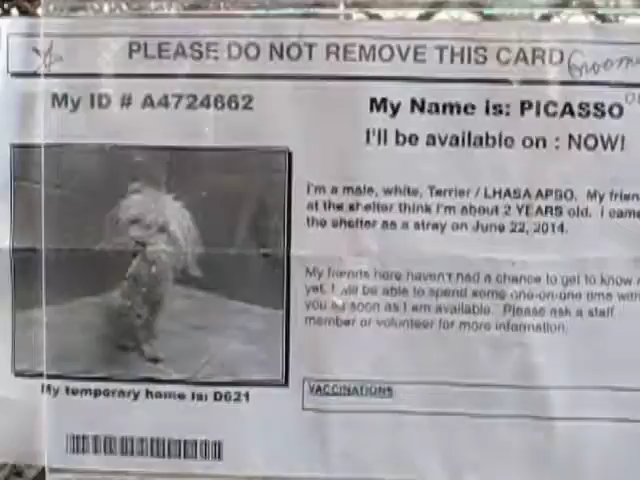 PLEASE DO NOT REMOVE THIS CARD
My ID # A4724662
My Name is: PICASSO
I'll be available on : NOW!
I'm a male, white, Terrier / LHASA APSO. My frien
at the shelter think I'm about 2 YEARS old. I came
the shelter as a stray on June 22, 2014.
My friends here haven't had a chance to get to know
yet. I will be able to spend some one-on-one time with
you as soon as I am available. Please ask a staff
member or volunteer for more information.
My temporary home is: D621
VACCINATIONS